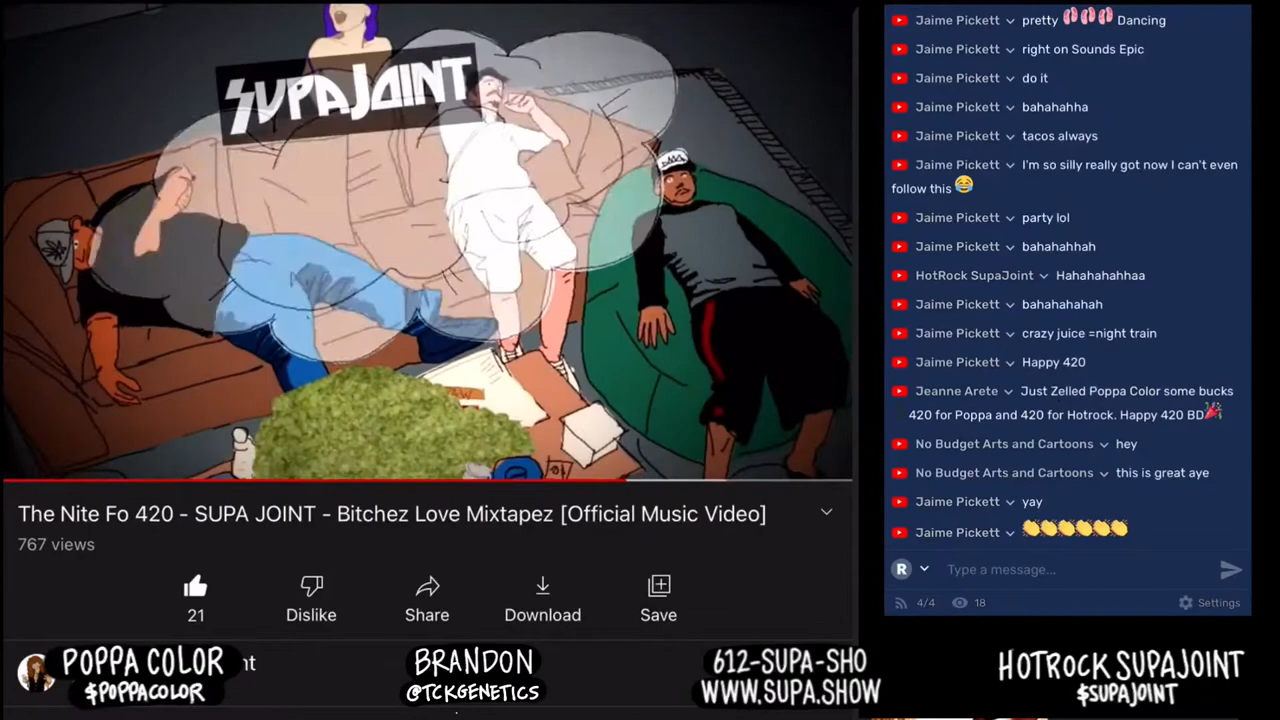 SUPAJOINT
The Nite Fo 420 - SUPA JOINT - Bitchez Love Mixtapez [Official Music Video]
767 views
21
Dislike
Share
Download
Save
nt
POPPA COLOR
$POPPACOLOR
BRANDON
@TCKGENETICS
612-SUPA-SHO
WWW.SUPA.SHOW
HOTROCK SUPAJOINT
$SUPAJOINT
Jaime Pickett pretty Dancing
Jaime Pickett right on Sounds Epic
Jaime Pickett do it
Jaime Pickett bahahahha
Jaime Pickett tacos always
Jaime Pickett I'm so silly really got now I can't even
follow this 😂
Jaime Pickett party lol
Jaime Pickett bahahahhah
HotRock SupaJoint Hahahahahhaa
Jaime Pickett bahahahahah
Jaime Pickett crazy juice =night train
Jaime Pickett Happy 420
Jeanne Arete Just Zelled Poppa Color some bucks
420 for Poppa and 420 for Hotrock. Happy 420 BD🎉
No Budget Arts and Cartoons hey
No Budget Arts and Cartoons this is great aye
Jaime Pickett yay
Jaime Pickett 👏👏👏👏👏👏
R Type a message...
4/4 18 Settings